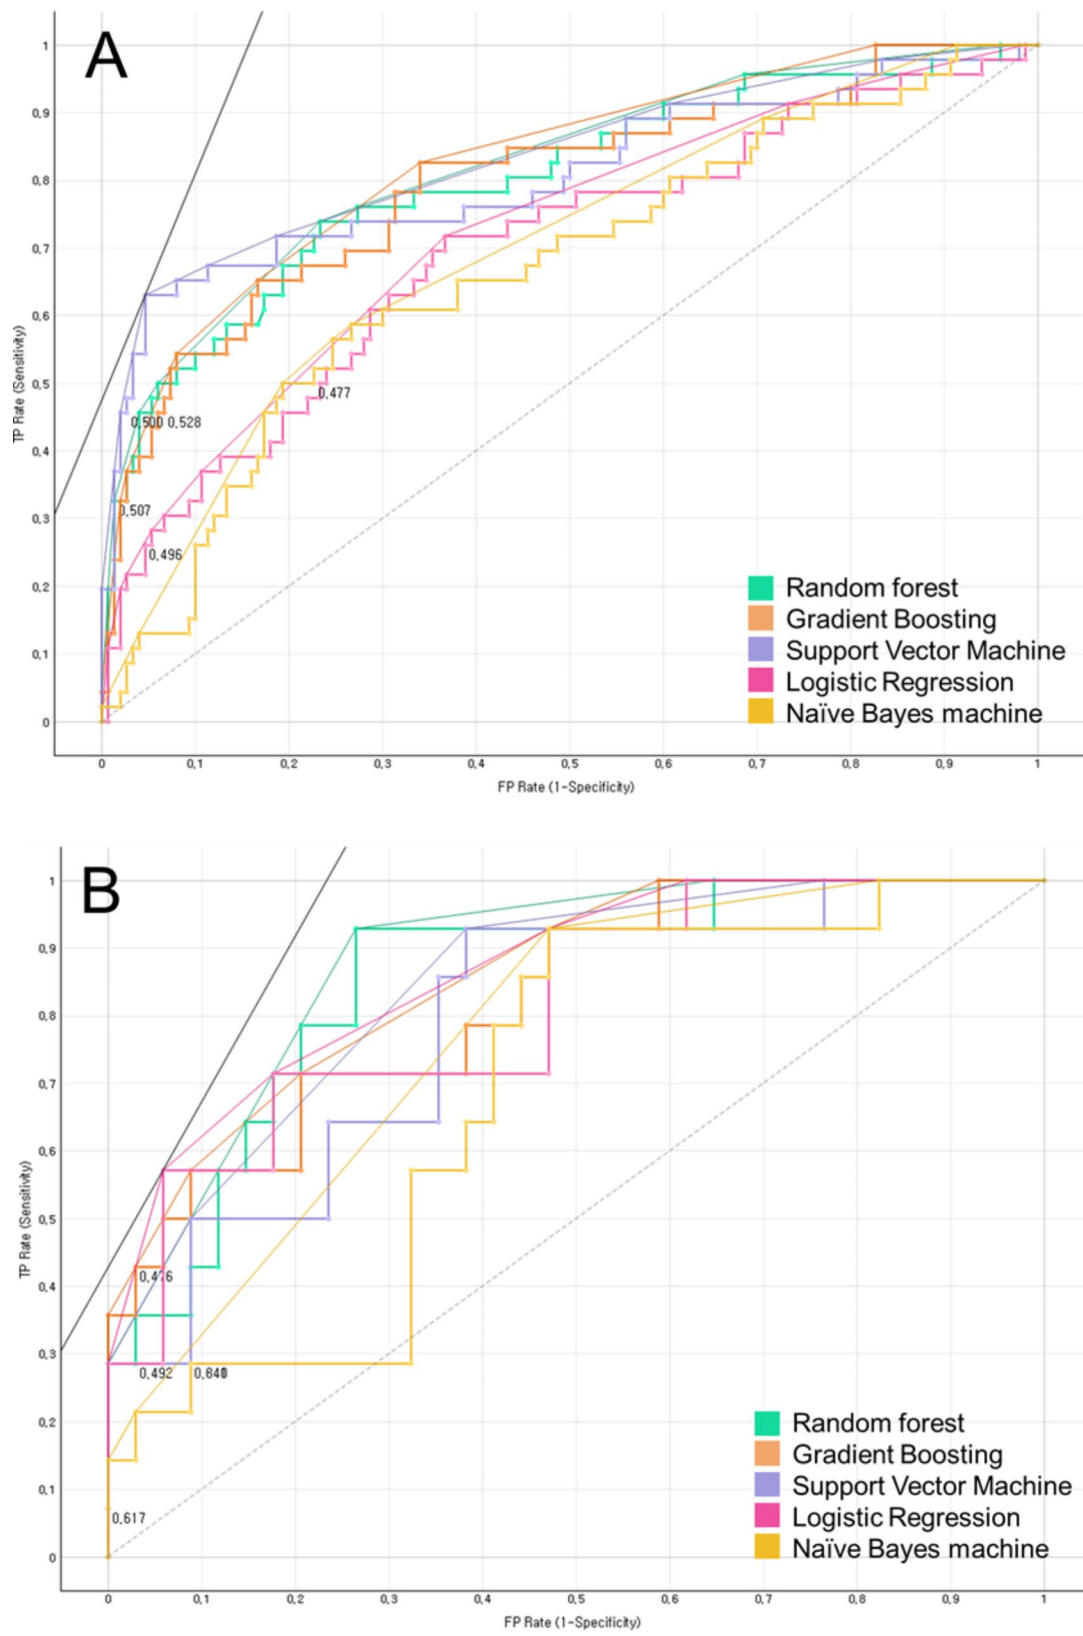 A
1
0,9
0,8
0,7
0,6
0,5
0,4
0,3
0,2
0,1
0
TP Rate (Sensitivity)
0,477
0,500 0,528
0,507
0,496
Random forest
Gradient Boosting
Support Vector Machine
Logistic Regression
Naïve Bayes machine
0 0,1 0,2 0,3 0,4 0,5 0,6 0,7 0,8 0,9 1
FP Rate (1-Specificity)
B
1
0,9
0,8
0,7
0,6
0,5
0,4
0,3
0,2
0,1
0
TP Rate (Sensitivity)
0,492
0,617
Random forest
Gradient Boosting
Support Vector Machine
Logistic Regression
Naïve Bayes machine
0 0,1 0,2 0,3 0,4 0,5 0,6 0,7 0,8 0,9 1
FP Rate (1-Specificity)